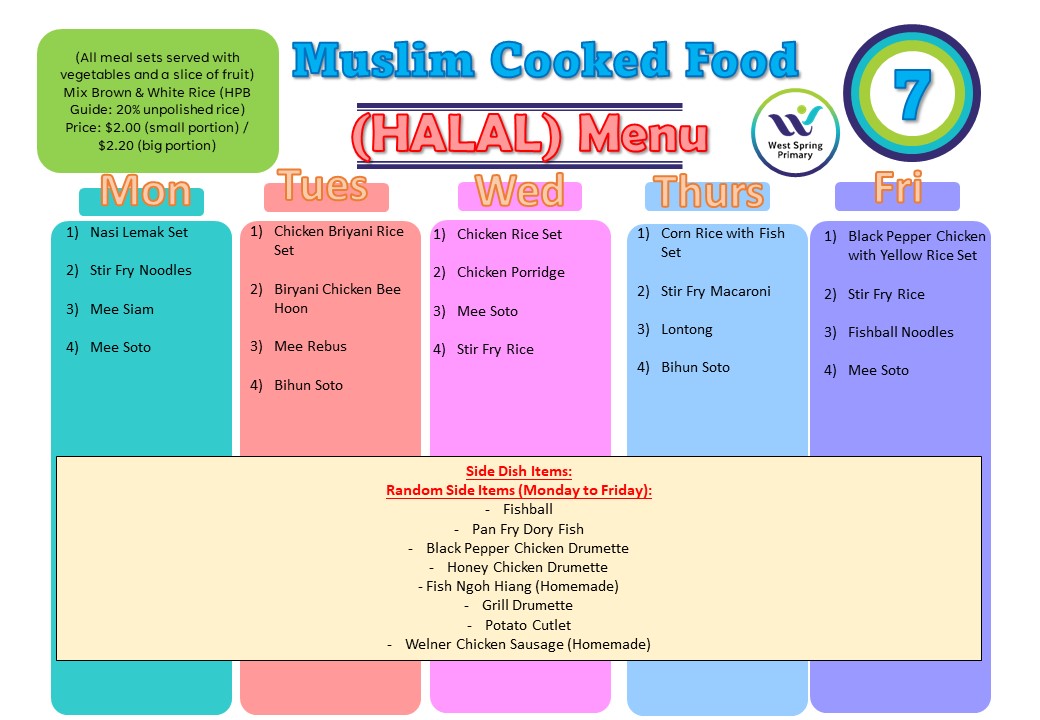 (All meal sets served with
vegetables and a slice of fruit)
Mix Brown & White Rice (HPB
Guide: 20% unpolished rice)
Price: $2.00 (small portion) /
$2.20 (big portion)
Muslim Cooked Food
(HALAL) Menu
West Spring
Primary
7
Mon
1) Nasi Lemak Set
2) Stir Fry Noodles
3) Mee Siam
4) Mee Soto
Tues
1) Chicken Briyani Rice
Set
2) Biryani Chicken Bee
Hoon
3) Mee Rebus
4) Bihun Soto
Wed
1) Chicken Rice Set
2) Chicken Porridge
3) Mee Soto
4) Stir Fry Rice
Thurs
1) Corn Rice with Fish
Set
2) Stir Fry Macaroni
3) Lontong
4) Bihun Soto
Fri
1) Black Pepper Chicken
with Yellow Rice Set
2) Stir Fry Rice
3) Fishball Noodles
4) Mee Soto
Side Dish Items:
Random Side Items (Monday to Friday):
- Fishball
- Pan Fry Dory Fish
- Black Pepper Chicken Drumette
- Honey Chicken Drumette
- Fish Ngoh Hiang (Homemade)
- Grill Drumette
- Potato Cutlet
- Welner Chicken Sausage (Homemade)